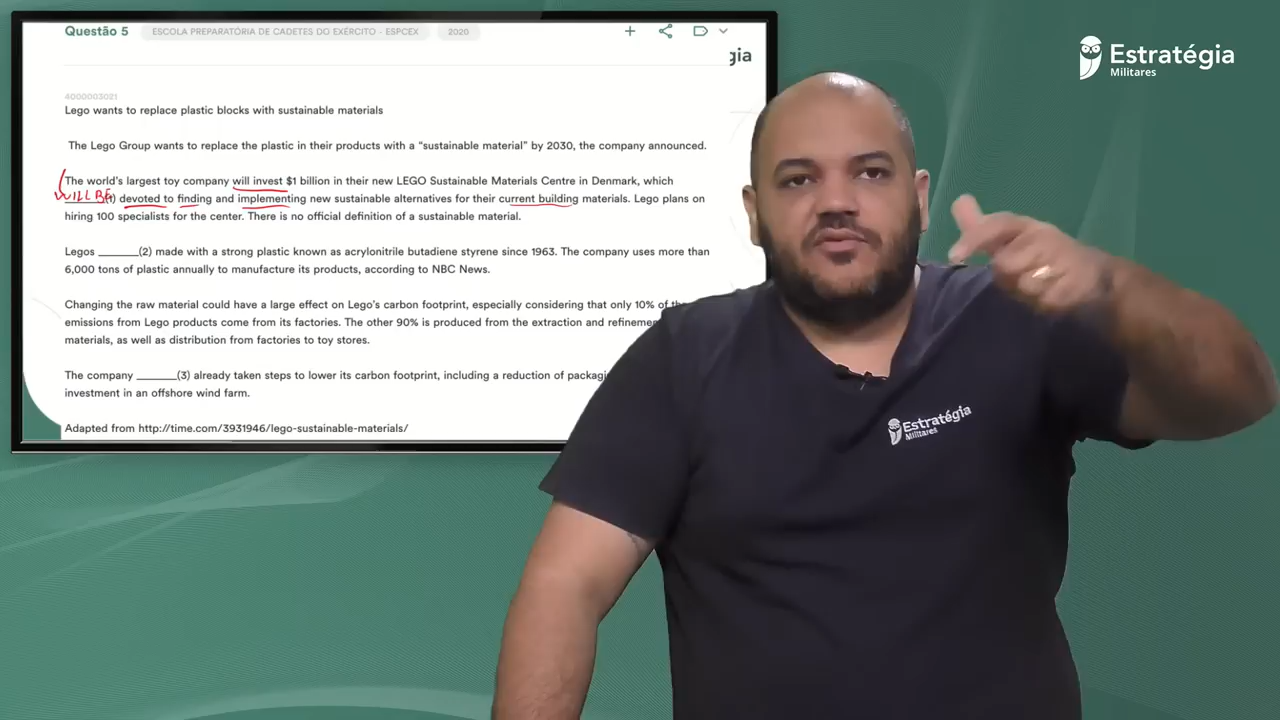 Questão 5
ESCOLA PREPARATÓRIA DE CADETES DO EXÉRCITO - ESPCEX
2020
gia
4000003021
Lego wants to replace plastic blocks with sustainable materials
The Lego Group wants to replace the plastic in their products with a “sustainable material” by 2030, the company announced.
The world's largest toy company will invest $1 billion in their new LEGO Sustainable Materials Centre in Denmark, which
WILL BE 1) devoted to finding and implementing new sustainable alternatives for their current building materials. Lego plans on
hiring 100 specialists for the center. There is no official definition of a sustainable material.
Legos _______(2) made with a strong plastic known as acrylonitrile butadiene styrene since 1963. The company uses more than
6,000 tons of plastic annually to manufacture its products, according to NBC News.
Changing the raw material could have a large effect on Lego's carbon footprint, especially considering that only 10% of the
emissions from Lego products come from its factories. The other 90% is produced from the extraction and refinement
materials, as well as distribution from factories to toy stores.
The company _______(3) already taken steps to lower its carbon footprint, including a reduction of packagi
investment in an offshore wind farm.
Adapted from http://time.com/3931946/lego-sustainable-materials/
Estratégia
Militares
Estratégia
Militares